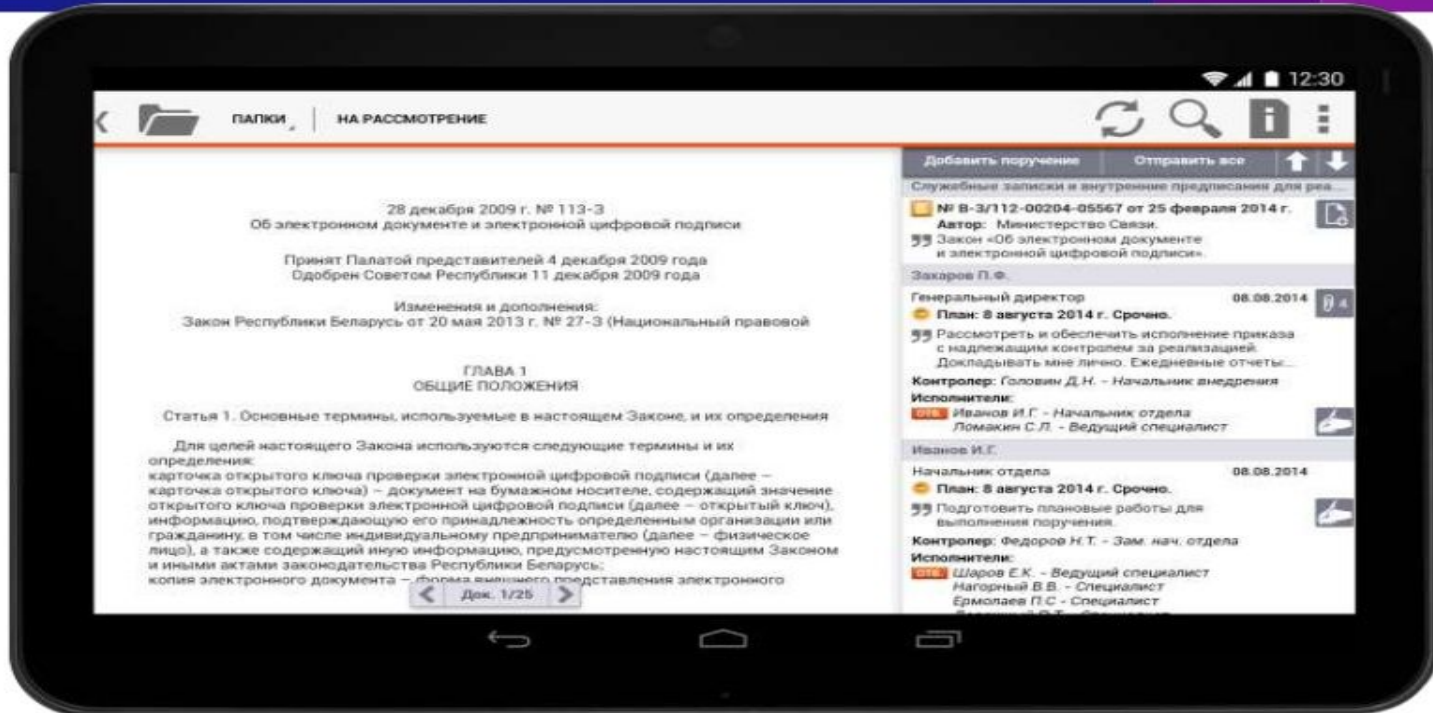 12:30
ПАПКИ
НА РАССМОТРЕНИЕ
28 декабря 2009 г. № 113-З
Об электронном документе и электронной цифровой подписи
Принят Палатой представителей 4 декабря 2009 года
Одобрен Советом Республики 11 декабря 2009 года
Изменения и дополнения:
Закон Республики Беларусь от 20 мая 2013 г. № 27-З (Национальный правовой
ГЛАВА 1
ОБЩИЕ ПОЛОЖЕНИЯ
Статья 1. Основные термины, используемые в настоящем Законе, и их определения
Для целей настоящего Закона используются следующие термины и их
определения:
карточка открытого ключа проверки электронной цифровой подписи (далее –
карточка открытого ключа) – документ на бумажном носителе, содержащий значение
открытого ключа проверки электронной цифровой подписи (далее – открытый ключ),
информацию, подтверждающую его принадлежность определенным организации или
гражданину, в том числе индивидуальному предпринимателю (далее – физическое
лицо), а также содержащий иную информацию, предусмотренную настоящим Законом
и иными актами законодательства Республики Беларусь;
копия электронного документа – форма внешнего представления электронного
Док. 1/25
Добавить поручение
Отправить все
Служебные записки и внутренние предписания для реа...
№ В-3/112-00204-05567 от 25 февраля 2014 г.
Автор: Министерство Связи.
Закон «Об электронном документе
и электронной цифровой подписи».
Захаров П.Ф.
Генеральный директор 08.08.2014
4
План: 8 августа 2014 г. Срочно.
Рассмотреть и обеспечить исполнение приказа
с надлежащим контролем за реализацией.
Докладывать мне лично. Ежедневные отчеты...
Контролер: Головин Д.Н. - Начальник внедрения
Исполнители:
ОТВ. Иванов И.Г. - Начальник отдела
Ломакин С.Л. - Ведущий специалист
Иванов И.Г.
Начальник отдела 08.08.2014
План: 8 августа 2014 г. Срочно.
Подготовить плановые работы для
выполнения поручения.
Контролер: Федоров Н.Т. - Зам. нач. отдела
Исполнители:
ОТВ. Шаров Е.К. - Ведущий специалист
Нагорный В.В. - Специалист
Ермолаев П.С - Специалист